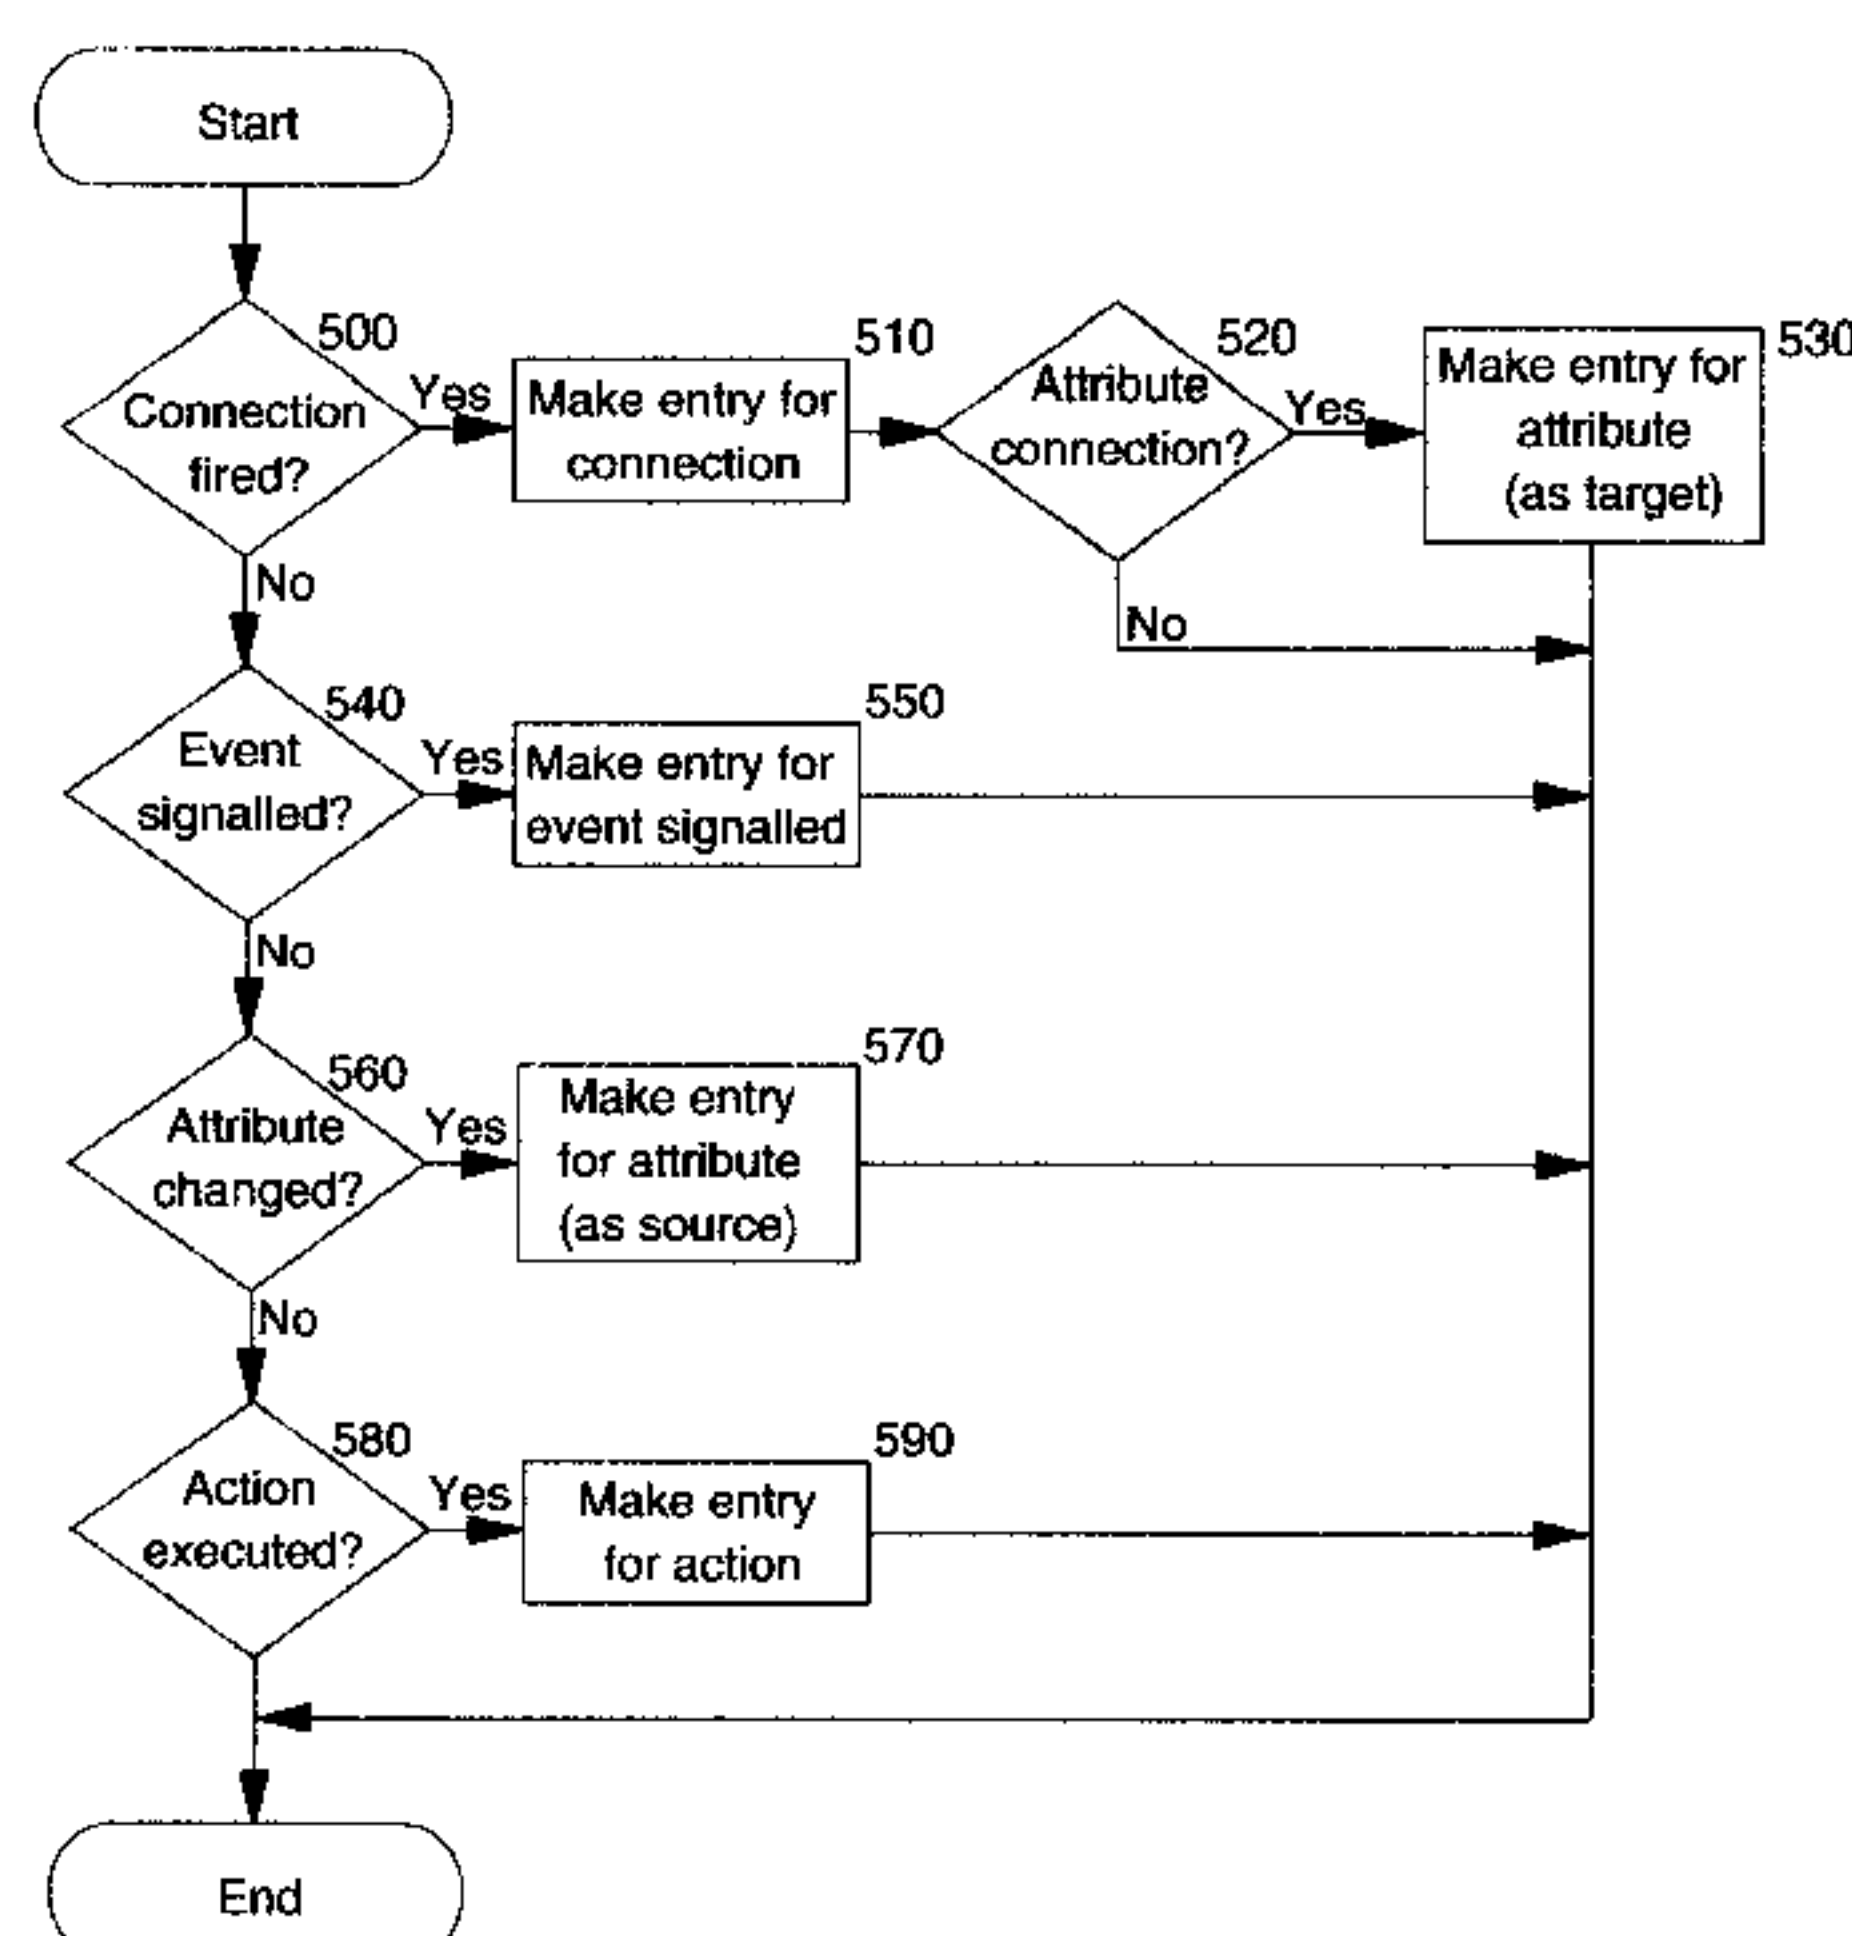 Start
500
Connection
fired?
Yes
510
Make entry for
connection
520
Attribute
connection?
Yes
530
Make entry for
attribute
(as target)
No
No
540
Event
signalled?
Yes
550
Make entry for
event signalled
No
560
Attribute
changed?
Yes
570
Make entry
for attribute
(as source)
No
580
Action
executed?
Yes
590
Make entry
for action
End